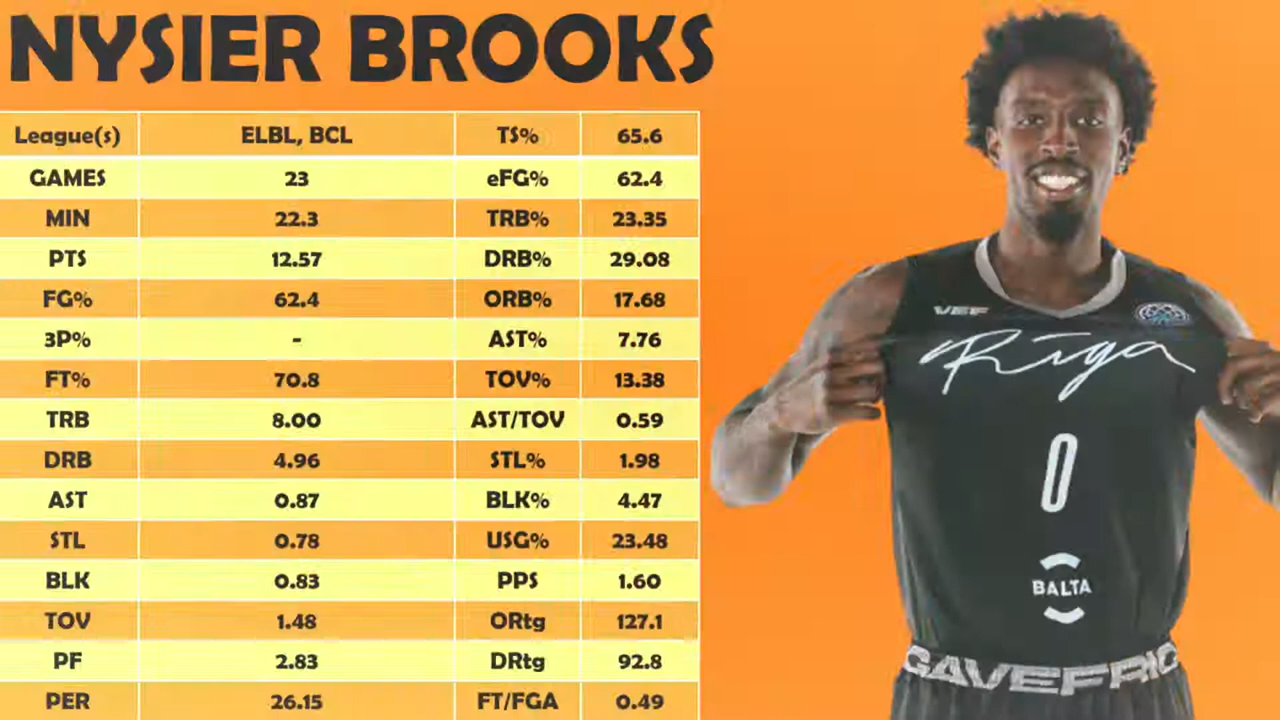 NYSIER BROOKS
League(s) ELBL, BCL TS% 65.6
GAMES 23 eFG% 62.4
MIN 22.3 TRB% 23.35
PTS 12.57 DRB% 29.08
FG% 62.4 ORB% 17.68
3P% - AST% 7.76
FT% 70.8 TOV% 13.38
TRB 8.00 AST/TOV 0.59
DRB 4.96 STL% 1.98
AST 0.87 BLK% 4.47
STL 0.78 USG% 23.48
BLK 0.83 PPS 1.60
TOV 1.48 ORtg 127.1
PF 2.83 DRtg 92.8
PER 26.15 FT/FGA 0.49
VEF
Rīga
0
BALTA
GAVEFRIG